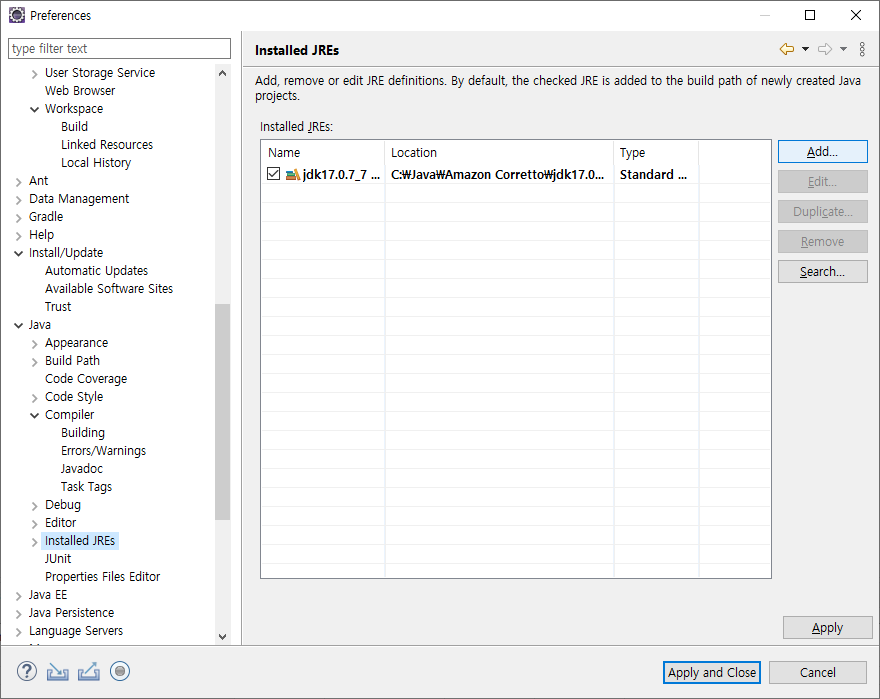 Preferences
type filter text
User Storage Service
Web Browser
Workspace
Build
Linked Resources
Local History
Ant
Data Management
Gradle
Help
Install/Update
Automatic Updates
Available Software Sites
Trust
Java
Appearance
Build Path
Code Coverage
Code Style
Compiler
Building
Errors/Warnings
Javadoc
Task Tags
Debug
Editor
Installed JREs
JUnit
Properties Files Editor
Java EE
Java Persistence
Language Servers
Installed JREs
Add, remove or edit JRE definitions. By default, the checked JRE is added to the build path of newly created Java
projects.
Installed JREs:
Name Location Type
jdk17.0.7_7 ... C:₩Java₩Amazon Corretto₩jdk17.0... Standard ...
Add...
Edit...
Duplicate...
Remove
Search...
Apply
? Apply and Close Cancel